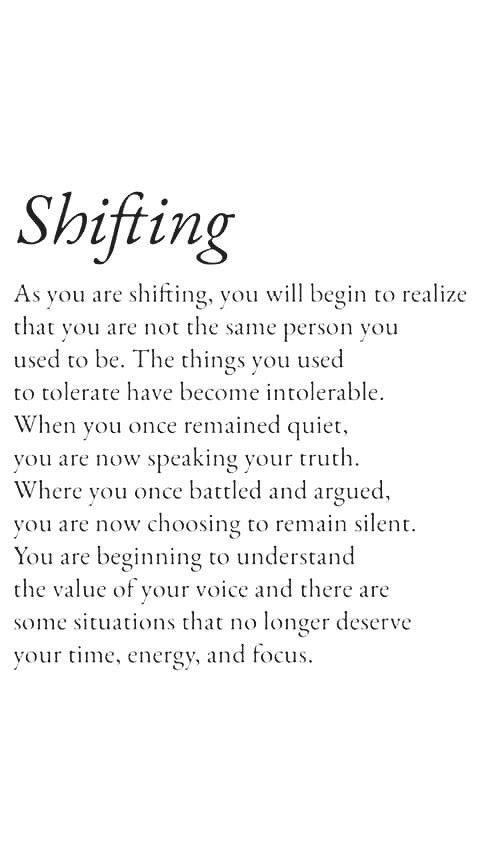 Shifting
As you are shifting, you will begin to realize
that you are not the same person you
used to be. The things you used
to tolerate have become intolerable.
When you once remained quiet,
you are now speaking your truth.
Where you once battled and argued,
you are now choosing to remain silent.
You are beginning to understand
the value of your voice and there are
some situations that no longer deserve
your time, energy, and focus.